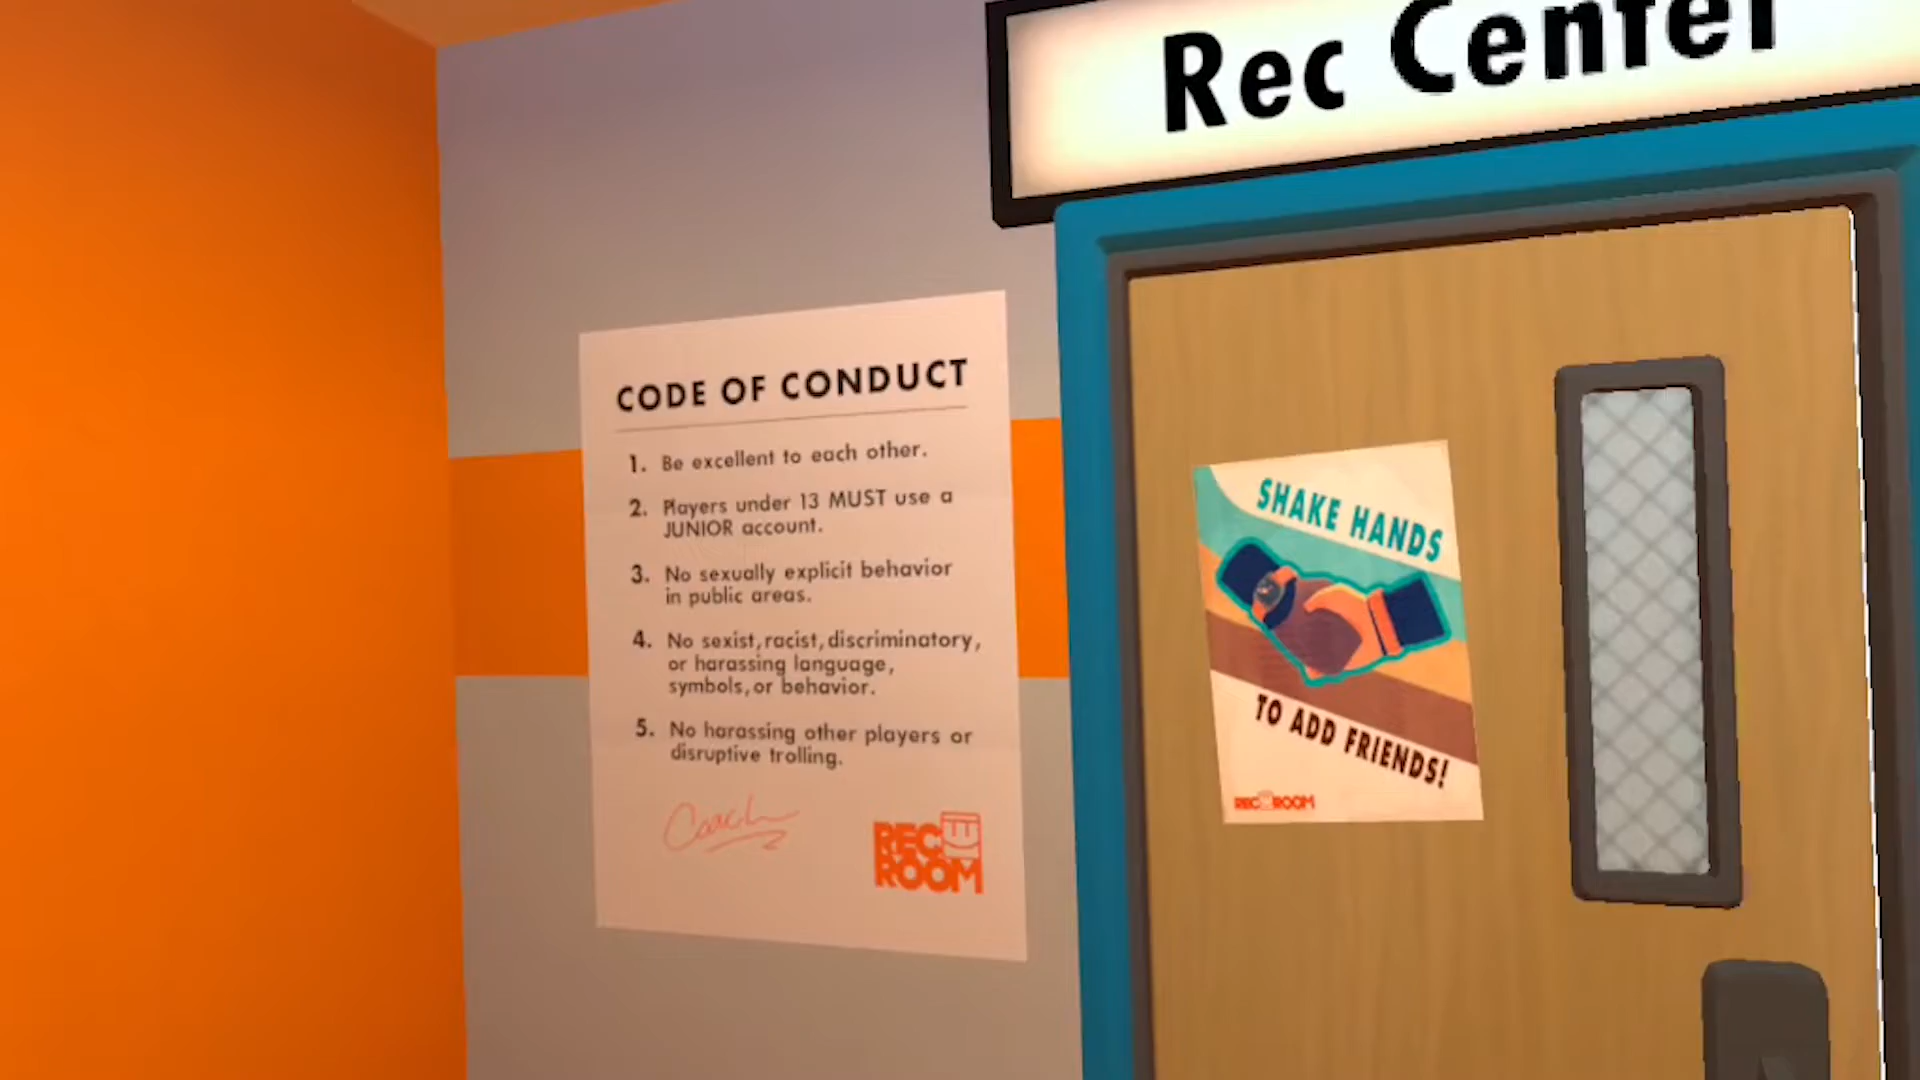 Rec Center
CODE OF CONDUCT
1. Be excellent to each other.
2. Players under 13 MUST use a
JUNIOR account.
3. No sexually explicit behavior
in public areas.
4. No sexist, racist, discriminatory,
or harassing language,
symbols, or behavior.
5. No harassing other players or
disruptive trolling.
Coach
REC
ROOM
SHAKE HANDS
TO ADD FRIENDS!
REC ROOM